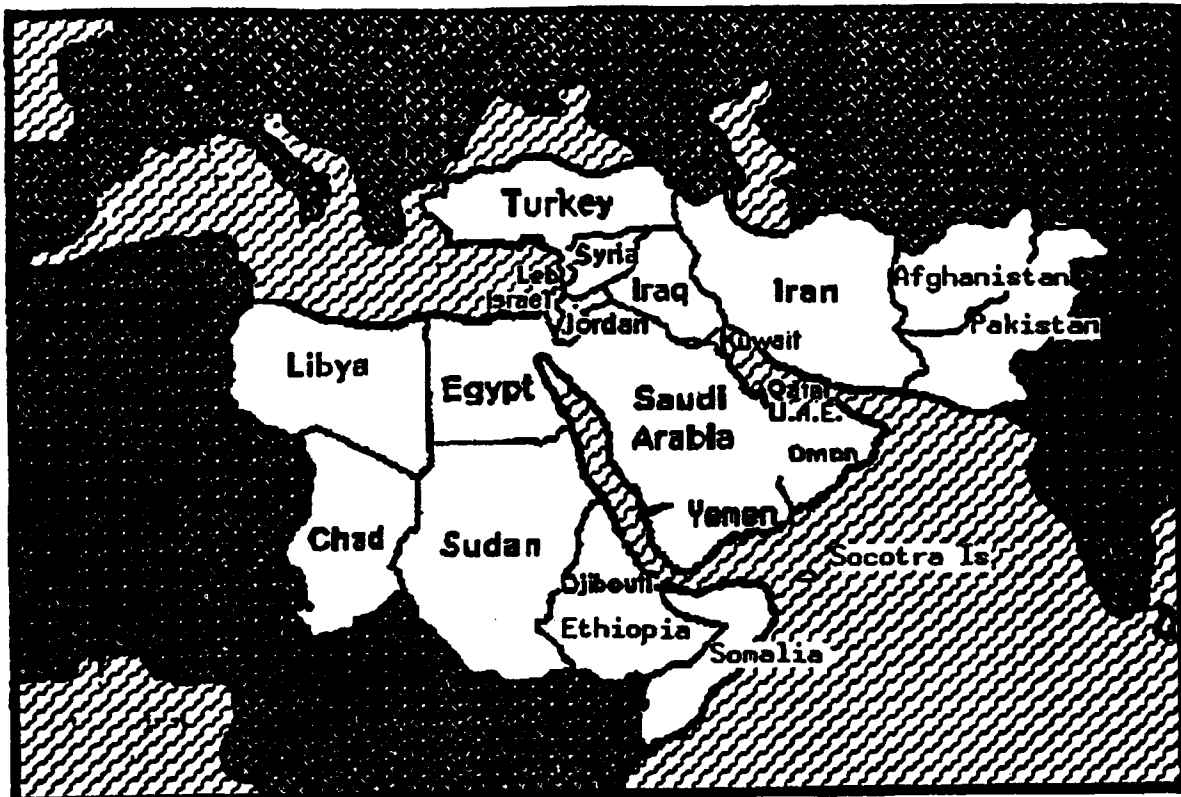 Turkey
Syria
Leb
Israel
Iraq
Iran
Afghanistan
Jordan
Kuwait
Pakistan
Libya
Egypt
Saudi
Arabia
Qatar
U.A.E.
Oman
Yemen
Chad
Sudan
Socotra Is.
Djibouti
Ethiopia
Somalia